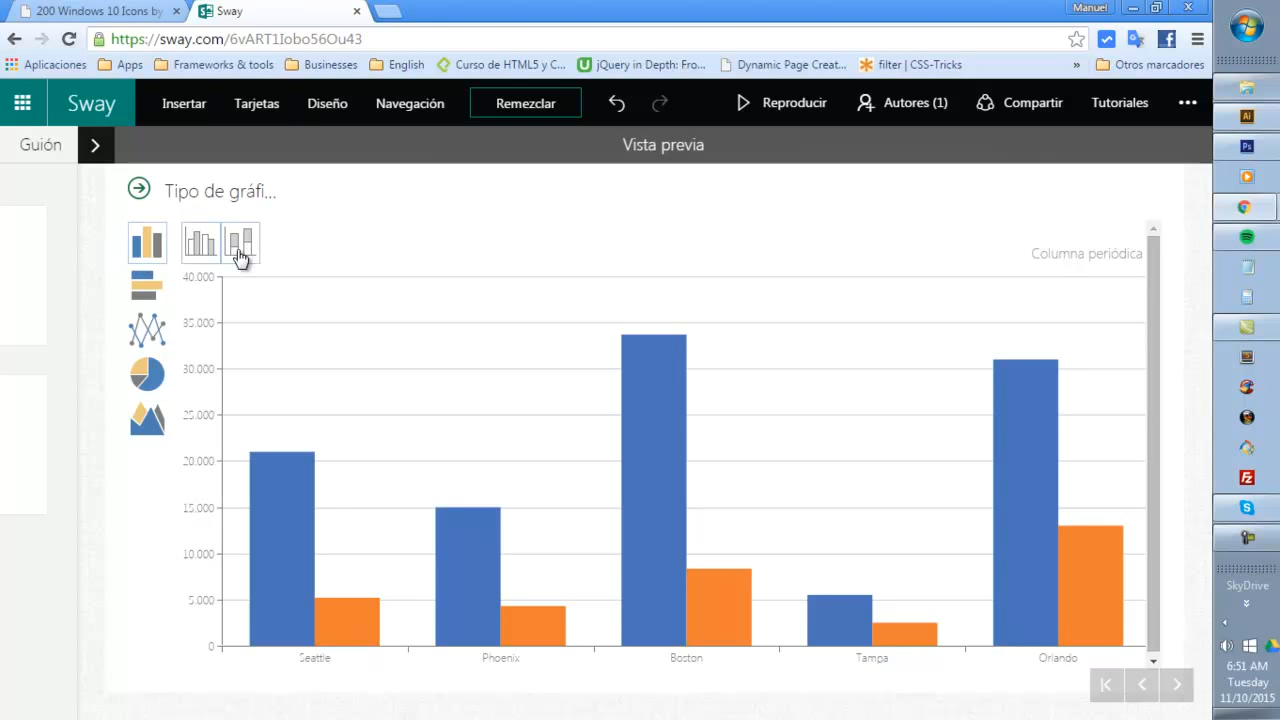 200 Windows 10 Icons by
Sway
Manuel
https://sway.com/6vART1Iobo56Ou43
Aplicaciones
Apps
Frameworks & tools
Businesses
English
Curso de HTML5 y C...
jQuery in Depth: Fro...
Dynamic Page Creat...
filter | CSS-Tricks
»
Otros marcadores
Sway
Insertar
Tarjetas
Diseño
Navegación
Remezclar
Reproducir
Autores (1)
Compartir
Tutoriales
Guión
Vista previa
Tipo de gráfi...
Columna periódica
40.000
35.000
30.000
25.000
20.000
15.000
10.000
5.000
0
Seattle
Phoenix
Boston
Tampa
Orlando
Ai
Ps
Fz
SkyDrive
6:51 AM
Tuesday
11/10/2015